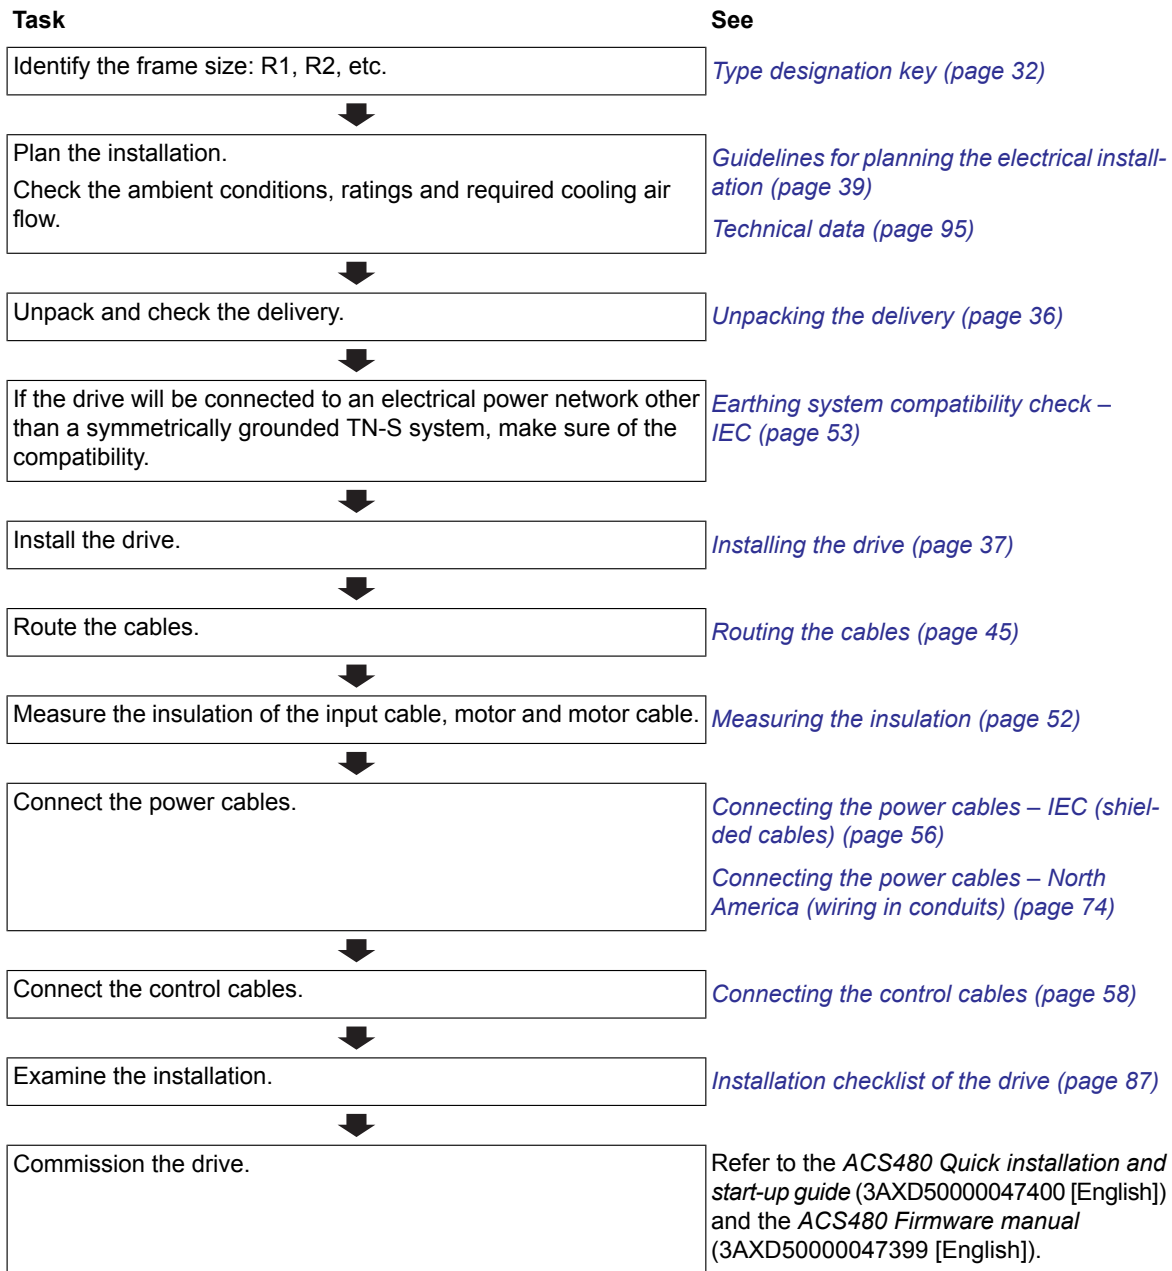 Task See
Identify the frame size: R1, R2, etc.
Type designation key (page 32)
Plan the installation.
Check the ambient conditions, ratings and required cooling air
flow.
Guidelines for planning the electrical install-
ation (page 39)
Technical data (page 95)
Unpack and check the delivery.
Unpacking the delivery (page 36)
If the drive will be connected to an electrical power network other
than a symmetrically grounded TN-S system, make sure of the
compatibility.
Earthing system compatibility check –
IEC (page 53)
Install the drive.
Installing the drive (page 37)
Route the cables.
Routing the cables (page 45)
Measure the insulation of the input cable, motor and motor cable.
Measuring the insulation (page 52)
Connect the power cables.
Connecting the power cables – IEC (shiel-
ded cables) (page 56)
Connecting the power cables – North
America (wiring in conduits) (page 74)
Connect the control cables.
Connecting the control cables (page 58)
Examine the installation.
Installation checklist of the drive (page 87)
Commission the drive.
Refer to the ACS480 Quick installation and
start-up guide (3AXD50000047400 [English])
and the ACS480 Firmware manual
(3AXD50000047399 [English]).